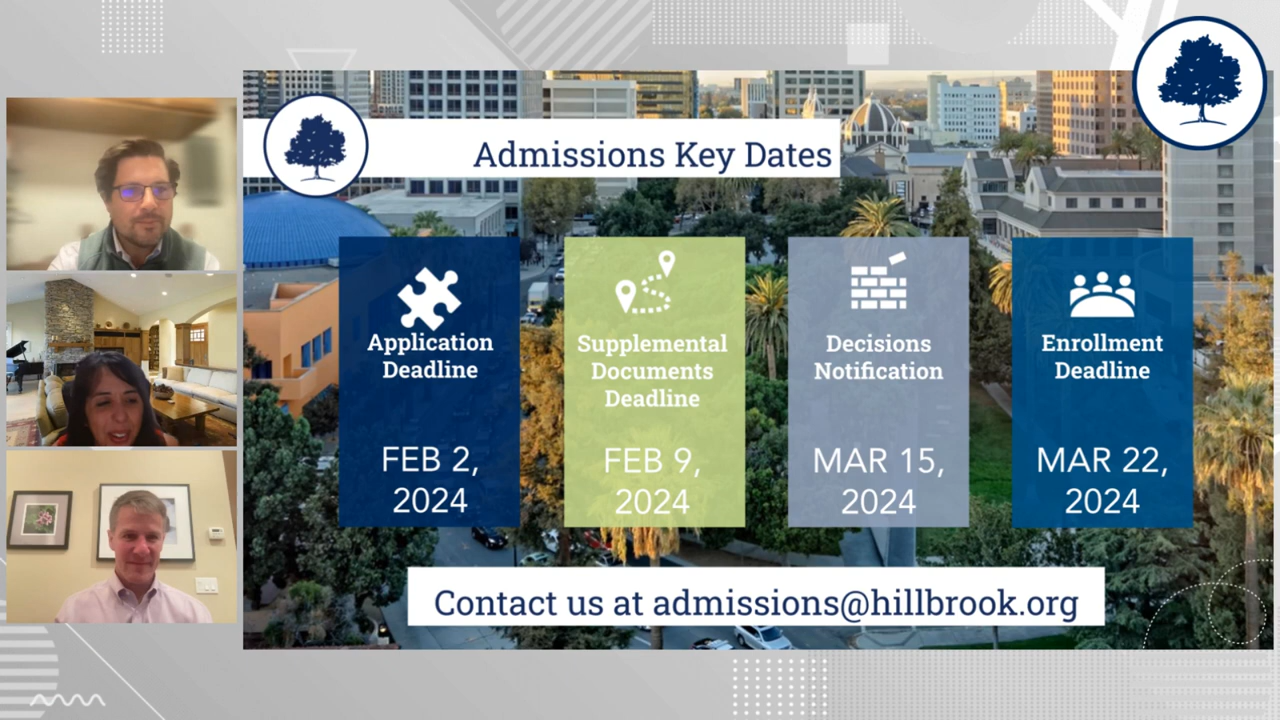 Admissions Key Dates
Application
Deadline
FEB 2,
2024
Supplemental
Documents
Deadline
FEB 9,
2024
Decisions
Notification
MAR 15,
2024
Enrollment
Deadline
MAR 22,
2024
Contact us at admissions@hillbrook.org